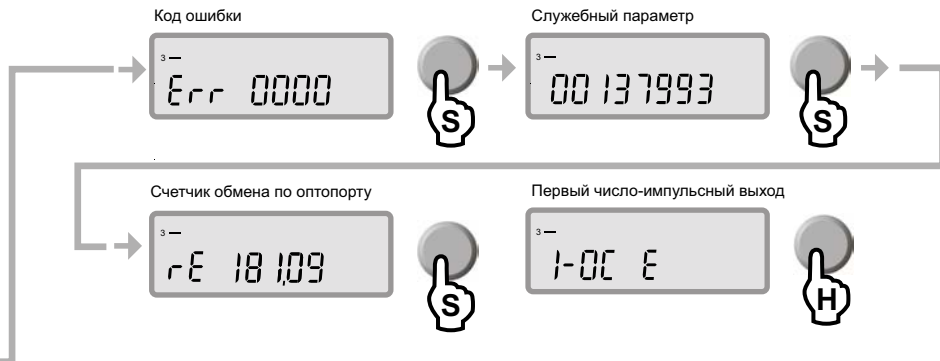 Код ошибки
3
Err 0000
S
Служебный параметр
3
00137993
S
Счетчик обмена по оптопорту
3
rE 181,09
S
Первый число-импульсный выход
3
1-OC E
H